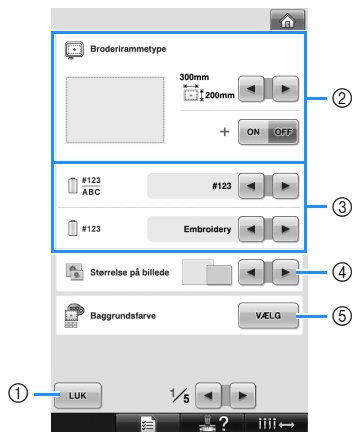 Broderirammetype
300mm
200mm
②
+ ON OFF
#123
ABC
#123
③
#123
Embroidery
Størrelse på billede
④
Baggrundsfarve
VÆLG
⑤
①
LUK
1/5
?